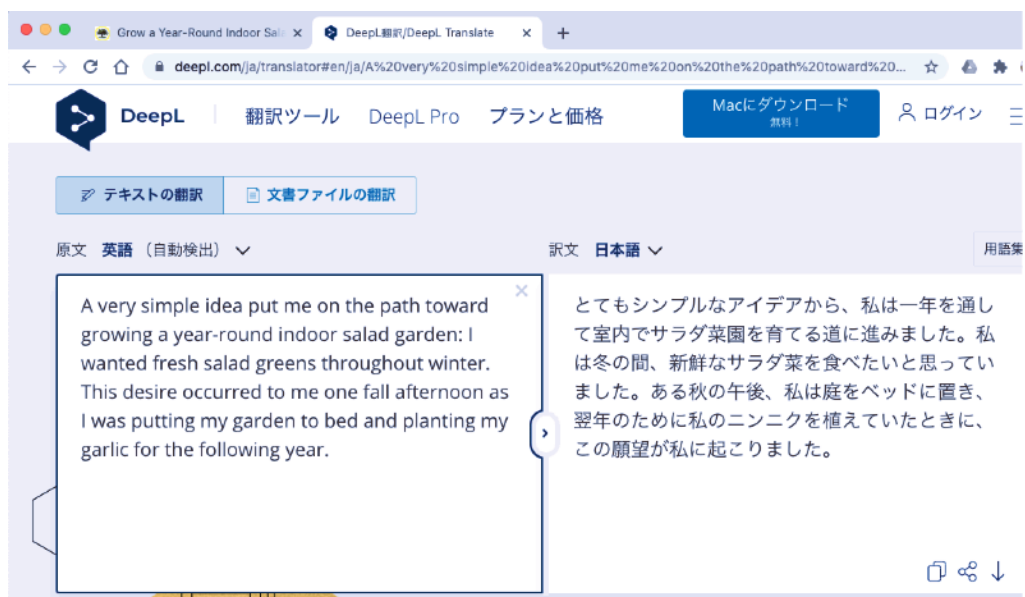 Grow a Year-Round Indoor Sal
DeepL翻訳/DeepL Translate
deepl.com/ja/translator#en/ja/A%20very%20simple%20idea%20put%20me%20on%20the%20path%20toward%20...
DeepL 翻訳ツール DeepL Pro プランと価格 Macにダウンロード ログイン
無料！
テキストの翻訳 文書ファイルの翻訳
原文 英語 （自動検出）
訳文 日本語 用語集
A very simple idea put me on the path toward
growing a year-round indoor salad garden: I
wanted fresh salad greens throughout winter.
This desire occurred to me one fall afternoon as
I was putting my garden to bed and planting my
garlic for the following year.
とてもシンプルなアイデアから、私は一年を通し
て室内でサラダ菜園を育てる道に進みました。私
は冬の間、新鮮なサラダ菜を食べたいと思ってい
ました。ある秋の午後、私は庭をベッドに置き、
翌年のために私のニンニクを植えていたときに、
この願望が私に起こりました。